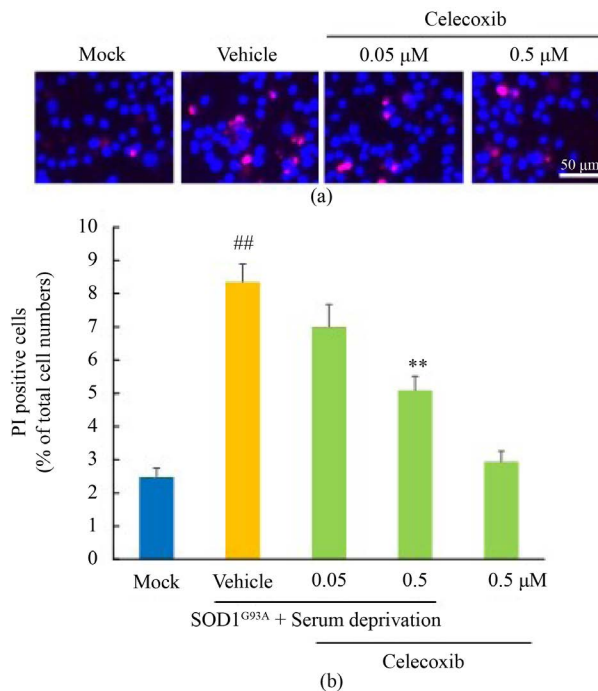 Celecoxib
Mock Vehicle 0.05 μM 0.5 μM
50 μm
(a)
10
9
8
7
6
5
4
3
2
1
0
PI positive cells
(% of total cell numbers)
##
**
Mock Vehicle 0.05 0.5 0.5 μM
SOD1ᴳ⁹³ᴬ + Serum deprivation
Celecoxib
(b)